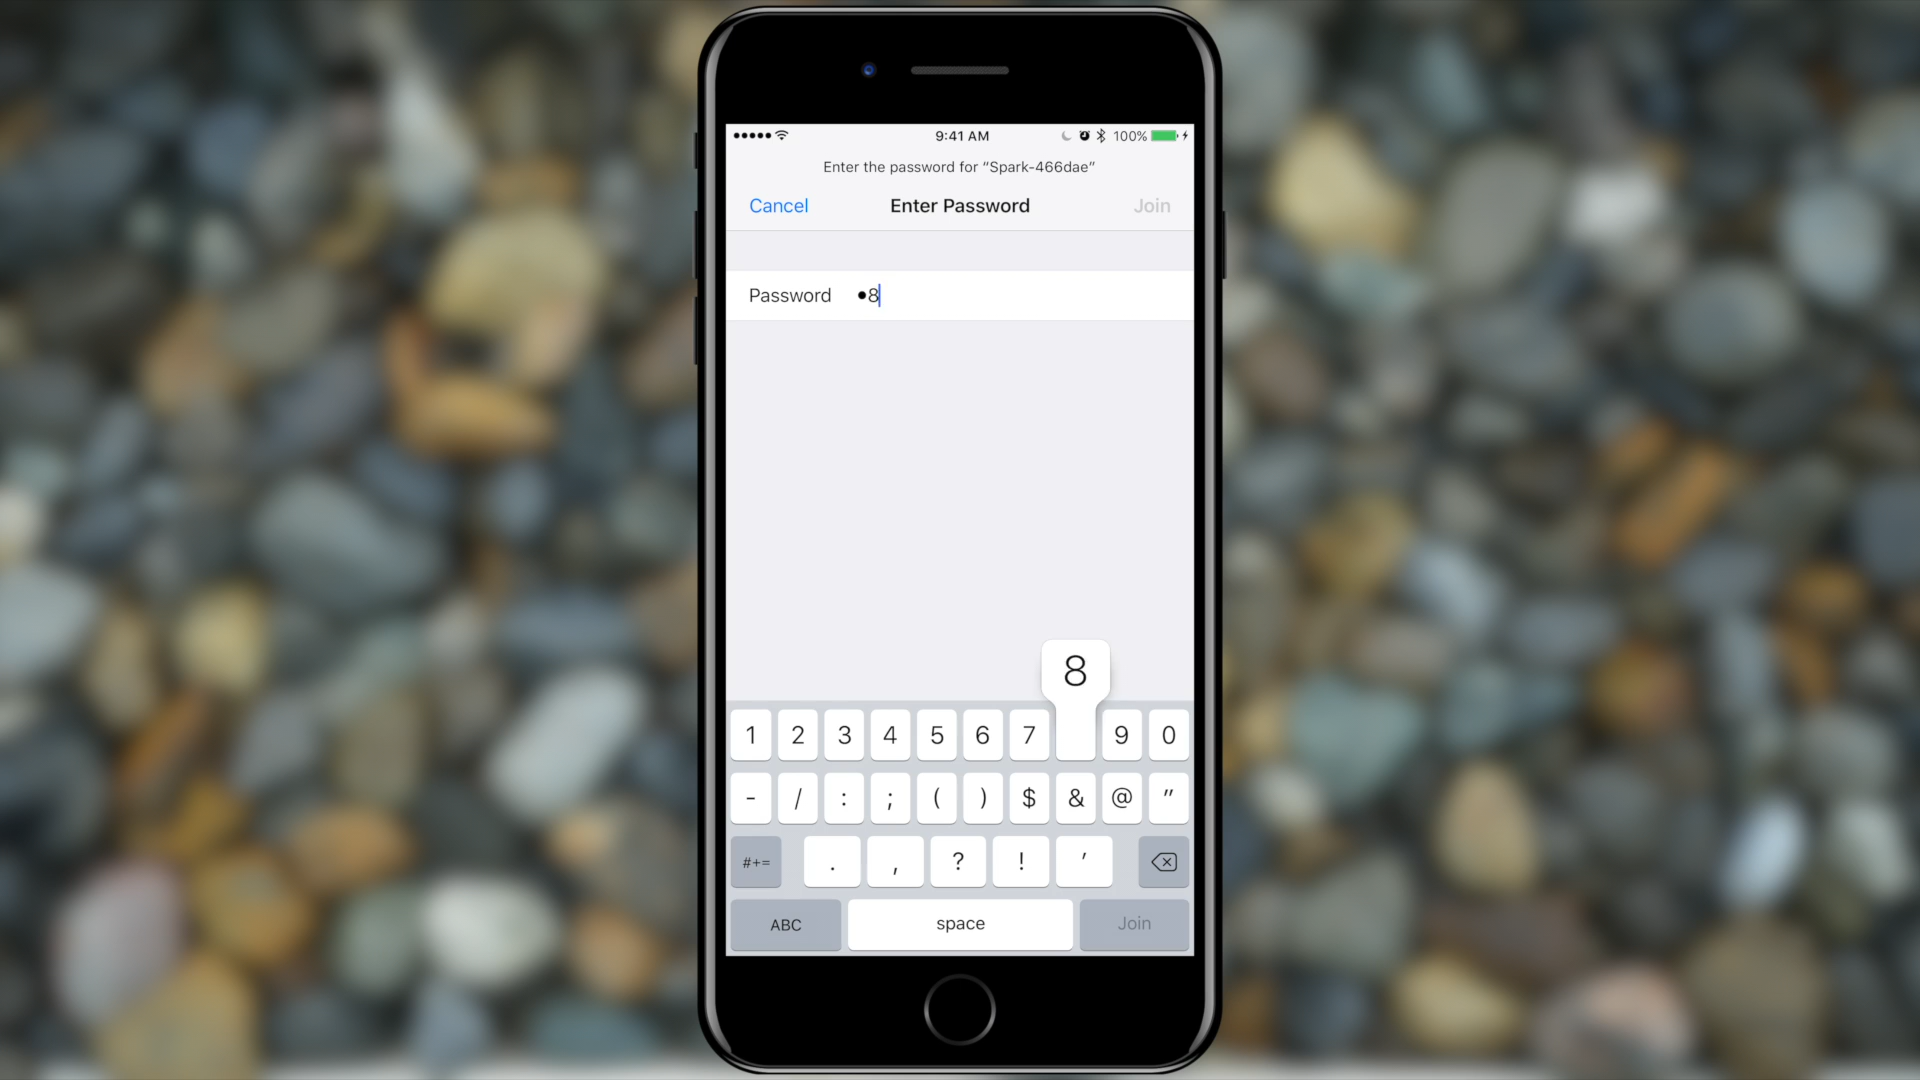 9:41 AM 100%
Enter the password for “Spark-466dae”
Cancel Enter Password Join
Password •8
8
1 2 3 4 5 6 7 9 0
- / : ; ( ) $ & @ "
#+= . , ? ! '
ABC space Join